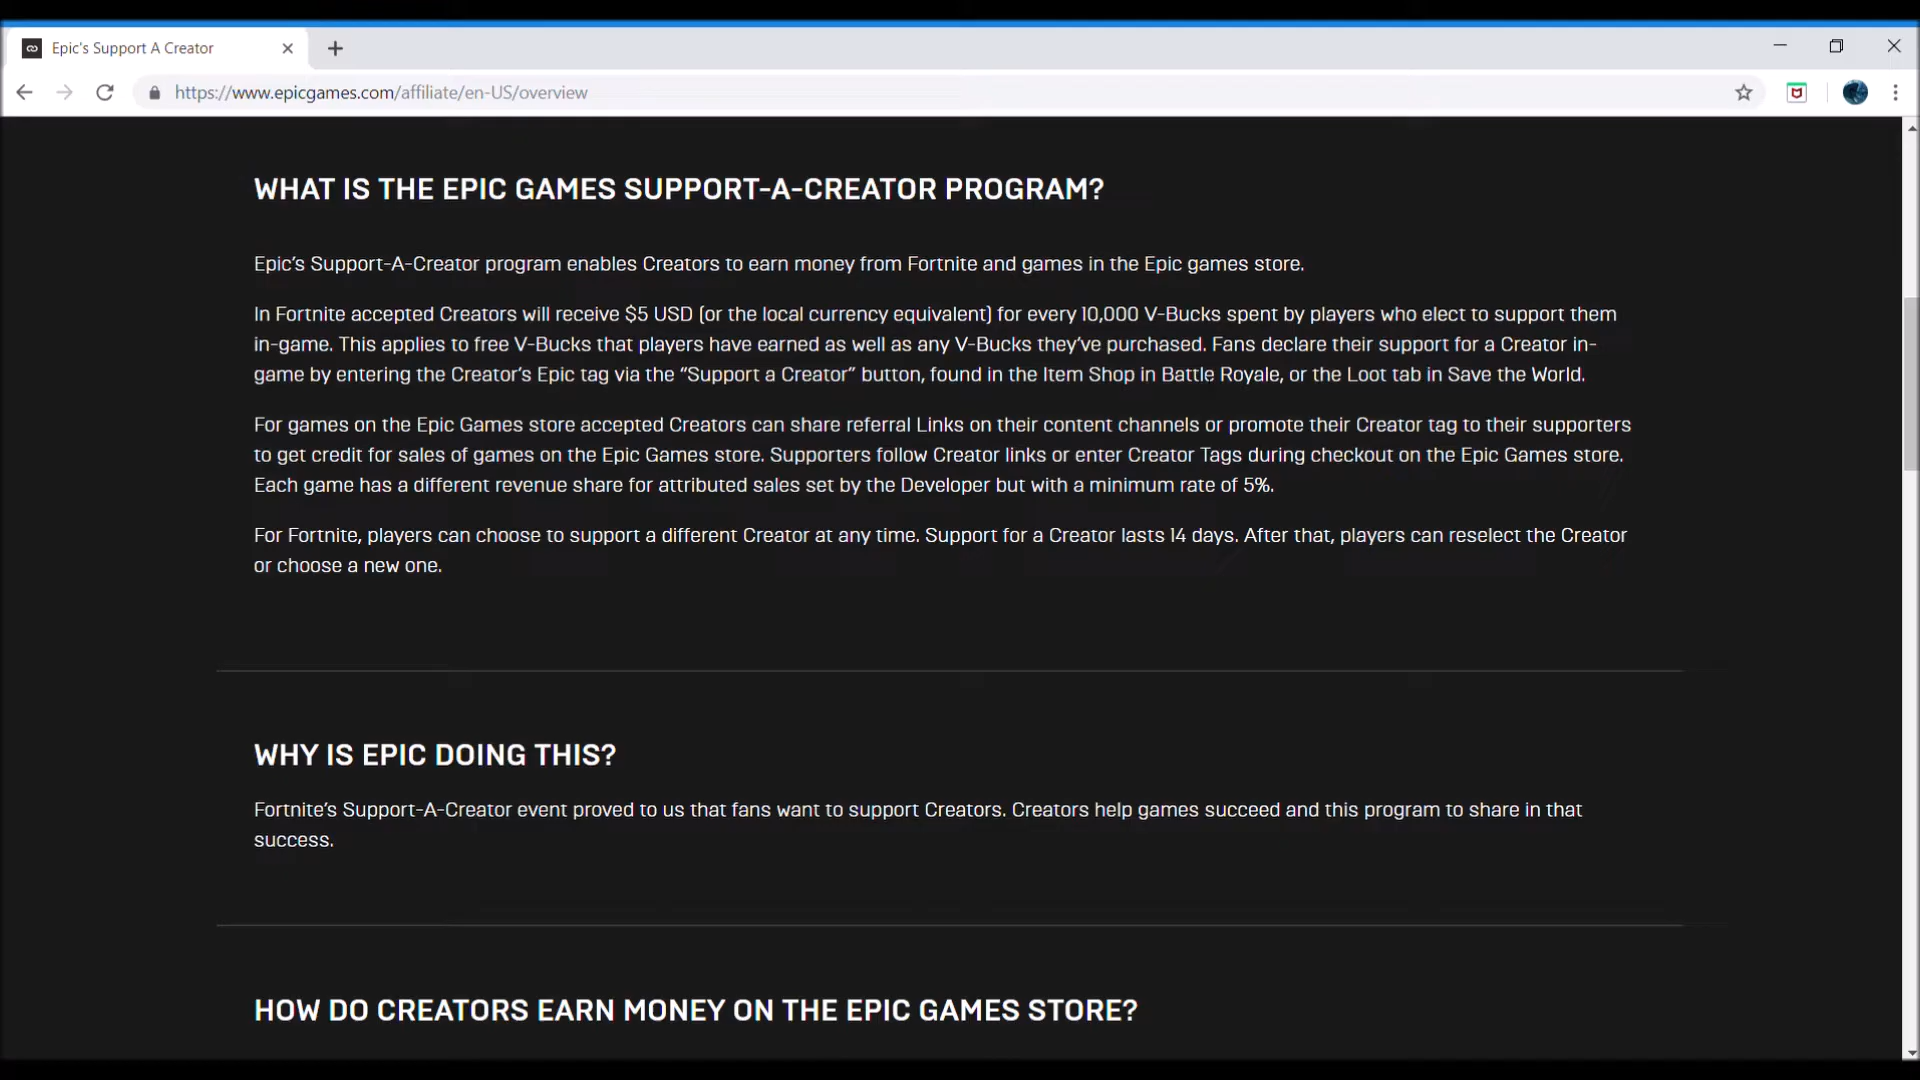 Epic's Support A Creator
https://www.epicgames.com/affiliate/en-US/overview
WHAT IS THE EPIC GAMES SUPPORT-A-CREATOR PROGRAM?
Epic’s Support-A-Creator program enables Creators to earn money from Fortnite and games in the Epic games store.
In Fortnite accepted Creators will receive $5 USD (or the local currency equivalent) for every 10,000 V-Bucks spent by players who elect to support them
in-game. This applies to free V-Bucks that players have earned as well as any V-Bucks they’ve purchased. Fans declare their support for a Creator in-
game by entering the Creator’s Epic tag via the “Support a Creator” button, found in the Item Shop in Battle Royale, or the Loot tab in Save the World.
For games on the Epic Games store accepted Creators can share referral Links on their content channels or promote their Creator tag to their supporters
to get credit for sales of games on the Epic Games store. Supporters follow Creator links or enter Creator Tags during checkout on the Epic Games store.
Each game has a different revenue share for attributed sales set by the Developer but with a minimum rate of 5%.
For Fortnite, players can choose to support a different Creator at any time. Support for a Creator lasts 14 days. After that, players can reselect the Creator
or choose a new one.
WHY IS EPIC DOING THIS?
Fortnite’s Support-A-Creator event proved to us that fans want to support Creators. Creators help games succeed and this program to share in that
success.
HOW DO CREATORS EARN MONEY ON THE EPIC GAMES STORE?